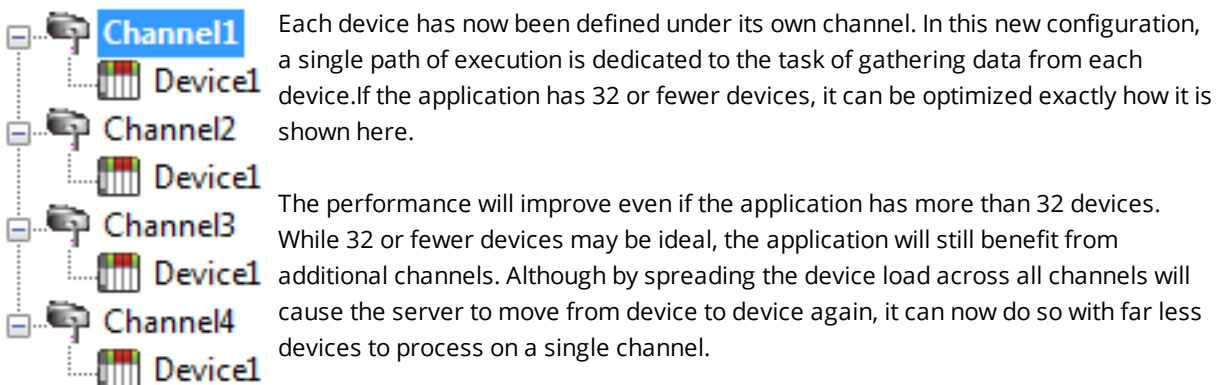 Channel1
Device1
Channel2
Device1
Channel3
Device1
Channel4
Device1
Each device has now been defined under its own channel. In this new configuration,
a single path of execution is dedicated to the task of gathering data from each
device.If the application has 32 or fewer devices, it can be optimized exactly how it is
shown here.
The performance will improve even if the application has more than 32 devices.
While 32 or fewer devices may be ideal, the application will still benefit from
additional channels. Although by spreading the device load across all channels will
cause the server to move from device to device again, it can now do so with far less
devices to process on a single channel.